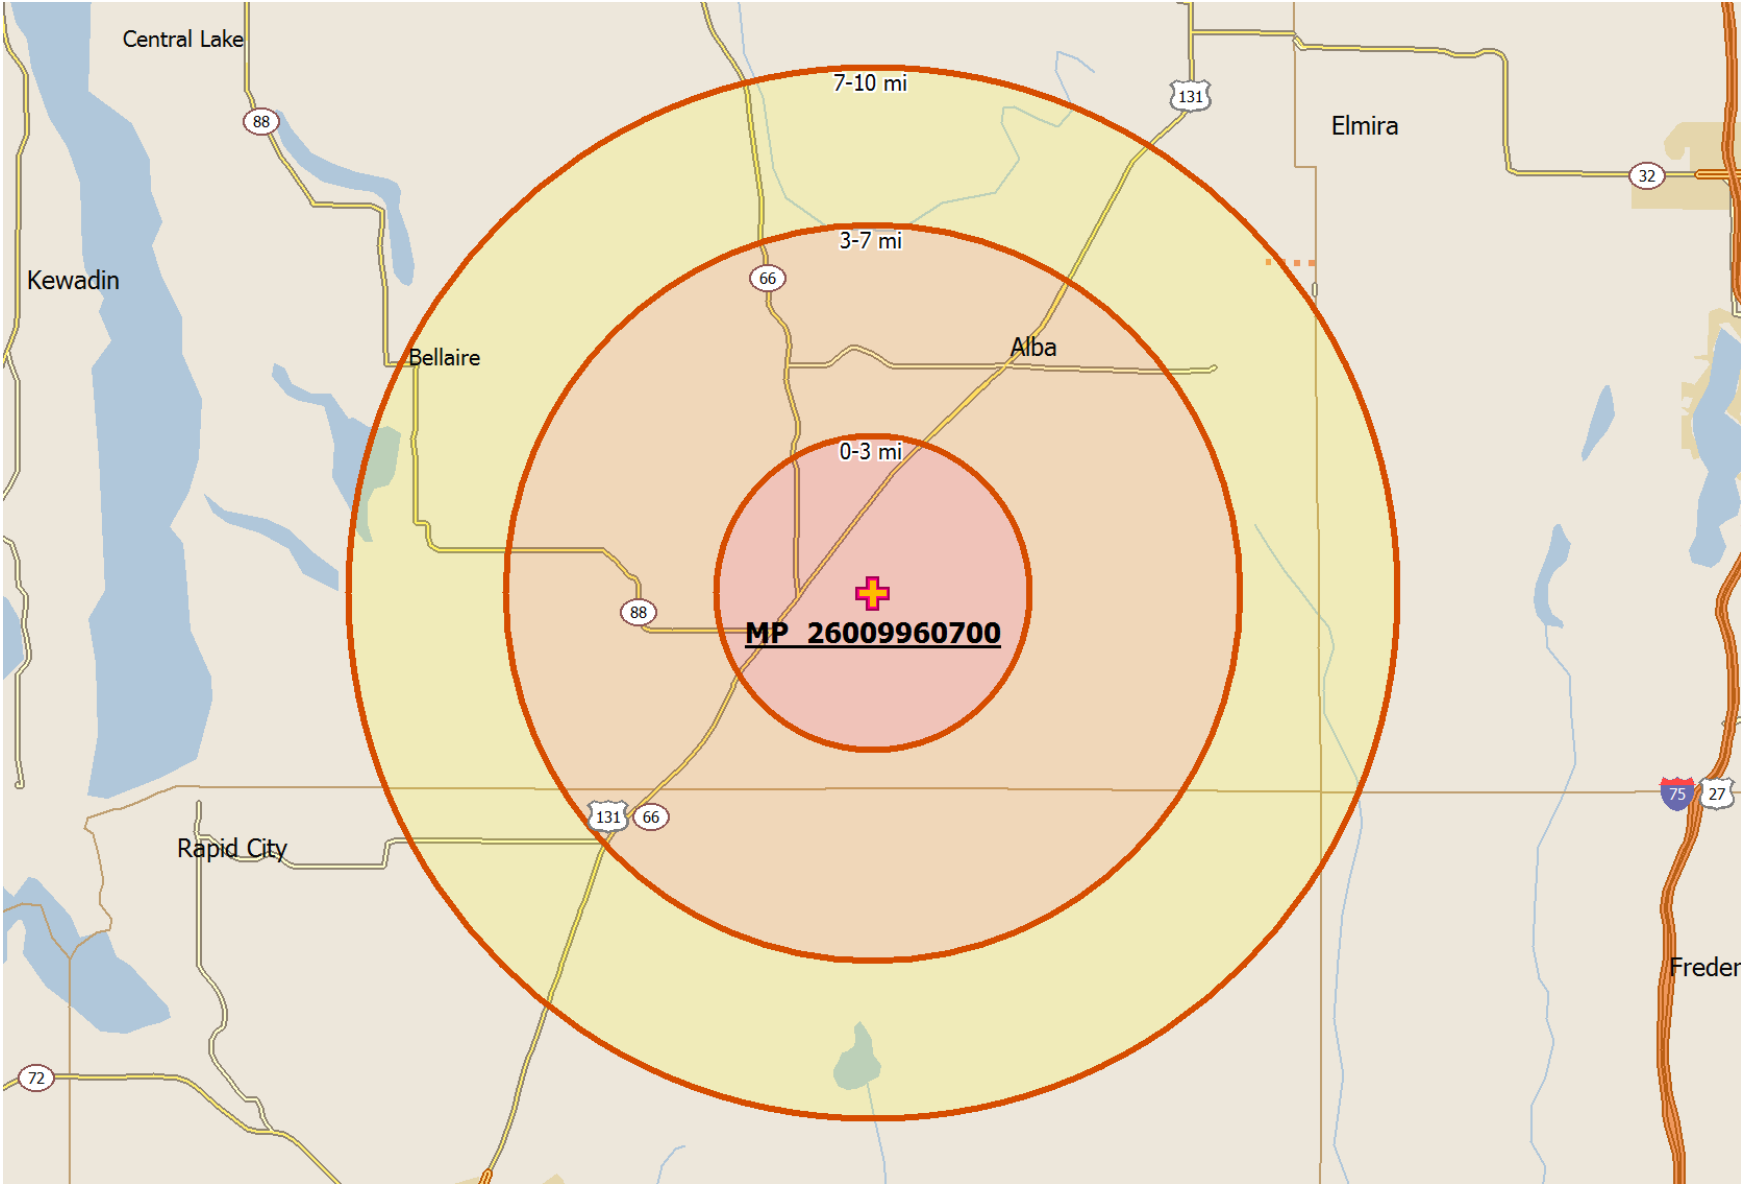 Central Lake
7-10 mi
131
88
Elmira
32
3-7 mi
66
Kewadin
Alba
Bellaire
0-3 mi
88
MP 26009960700
75
27
131
66
Rapid City
Freder
72